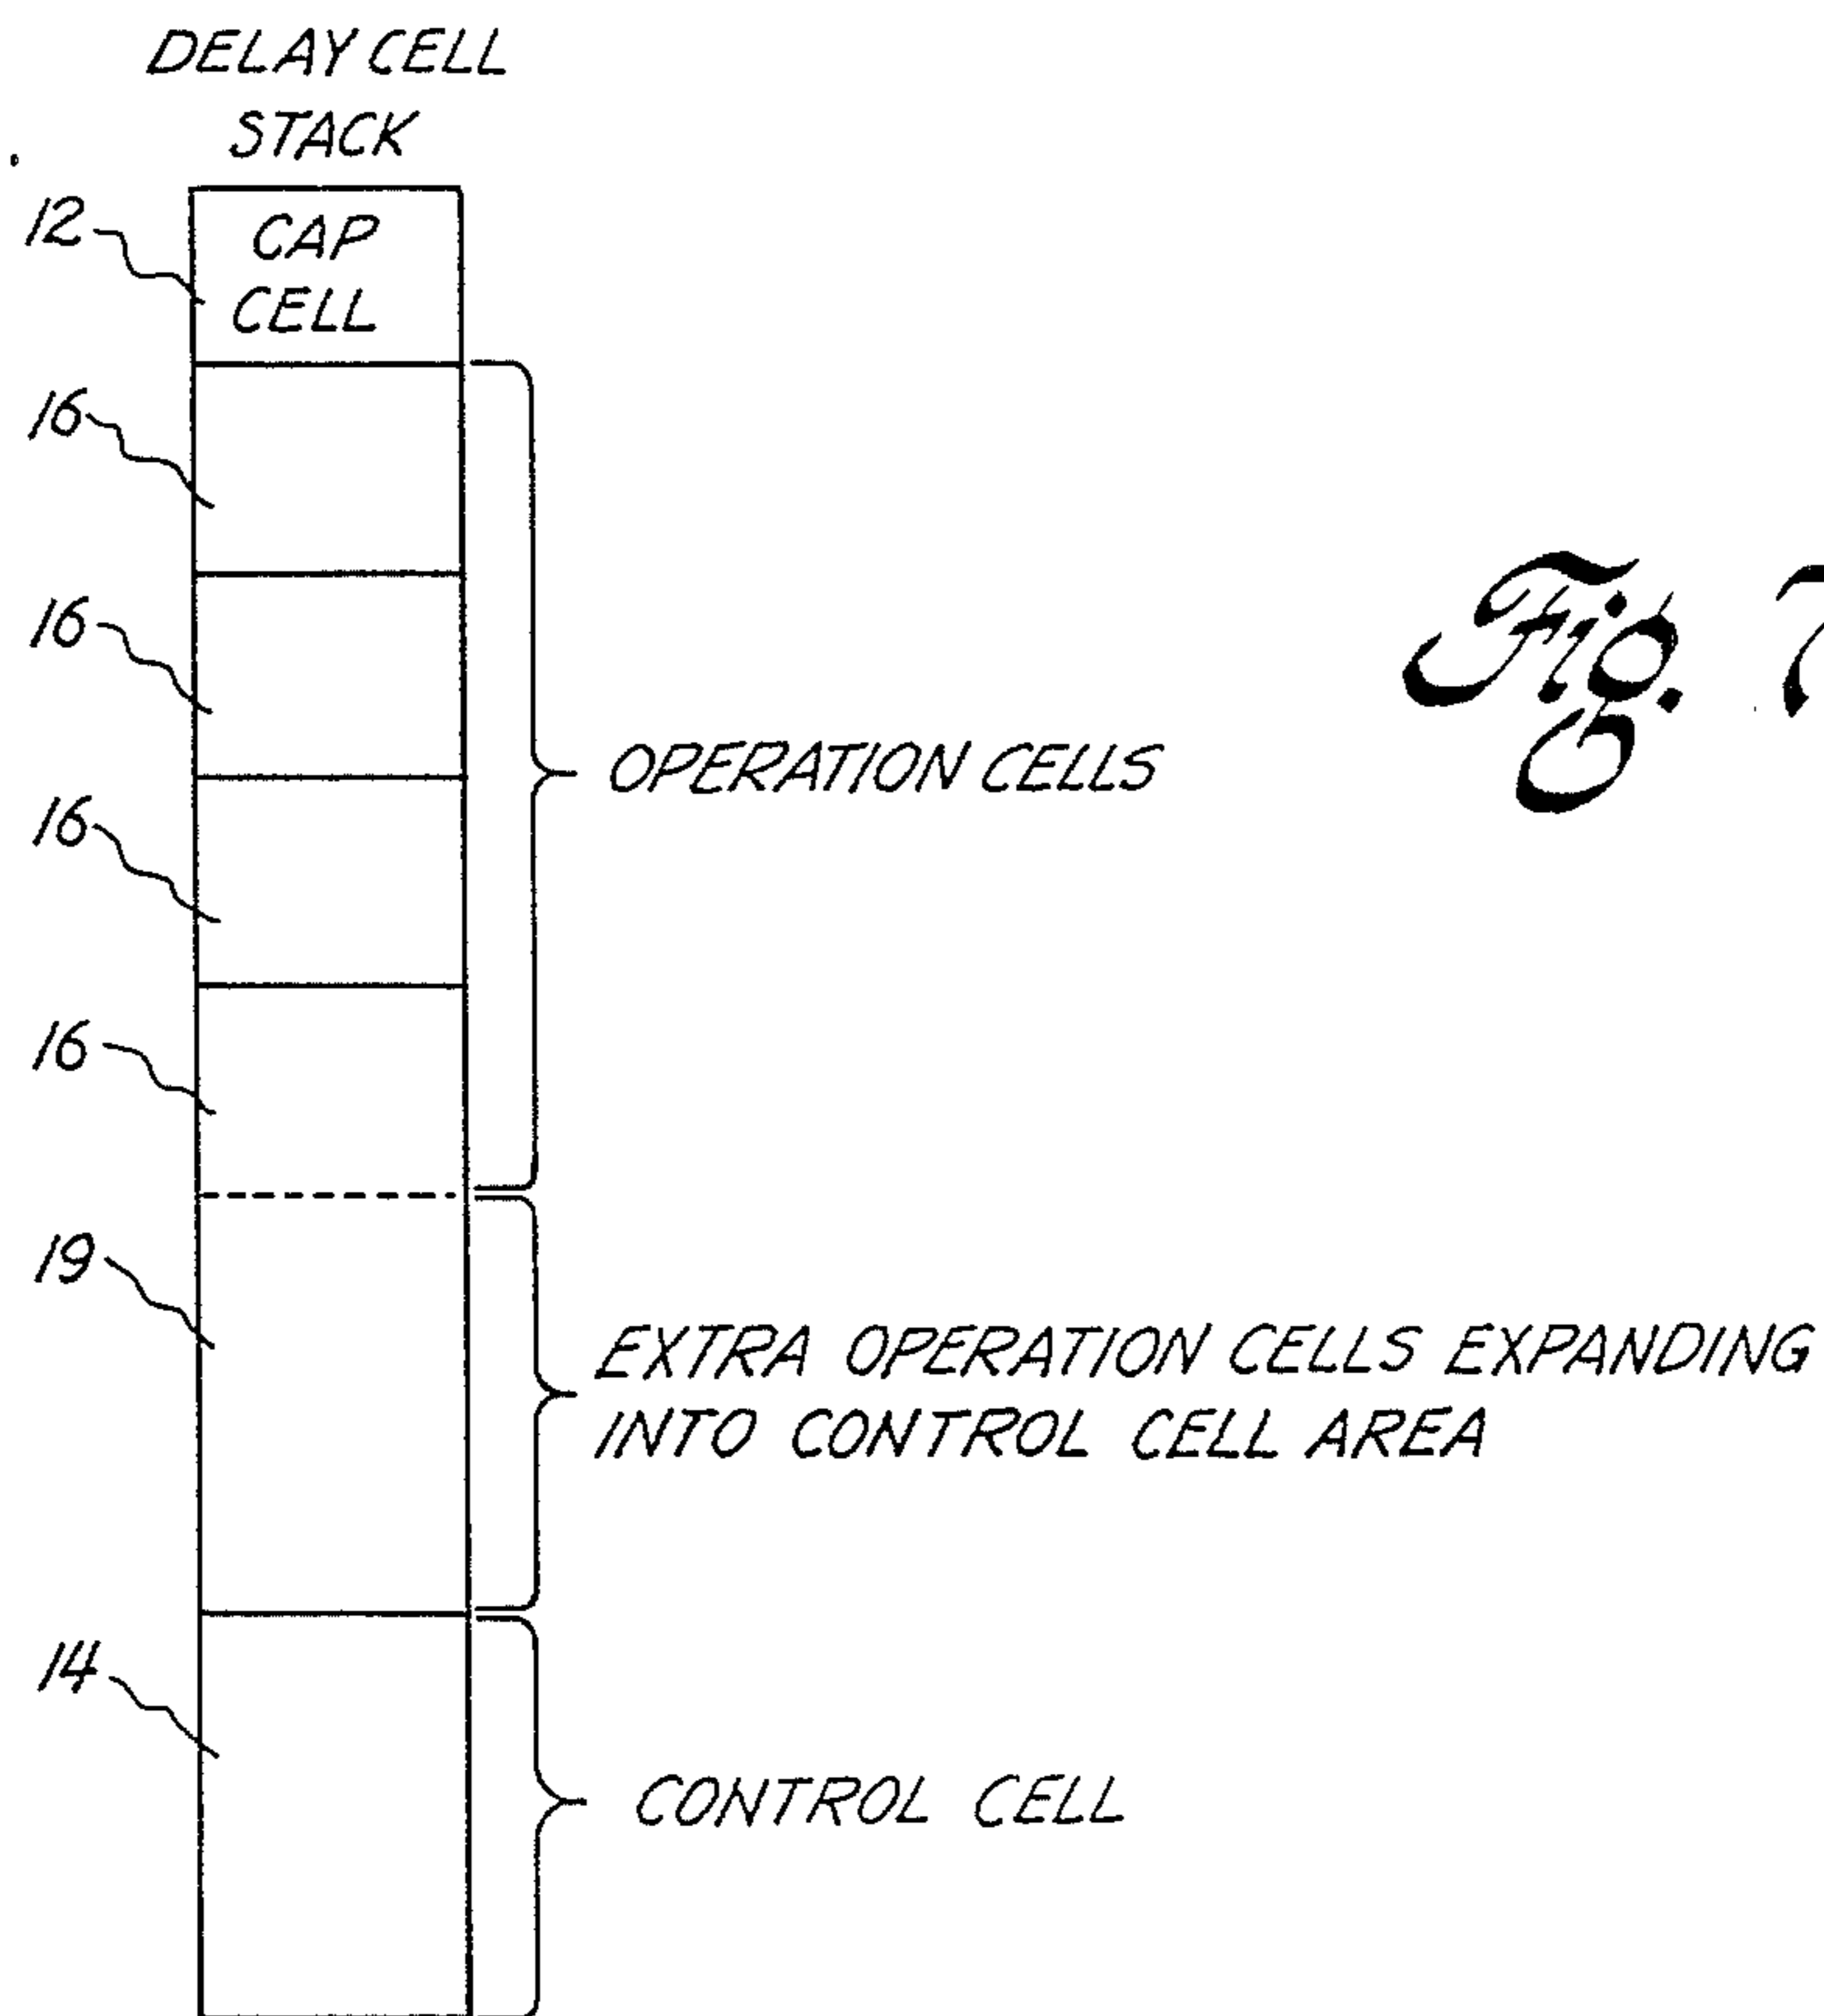 DELAY CELL
STACK
12
CAP
CELL
16
16
Fig. 7
OPERATION CELLS
16
16
19
EXTRA OPERATION CELLS EXPANDING
INTO CONTROL CELL AREA
14
CONTROL CELL